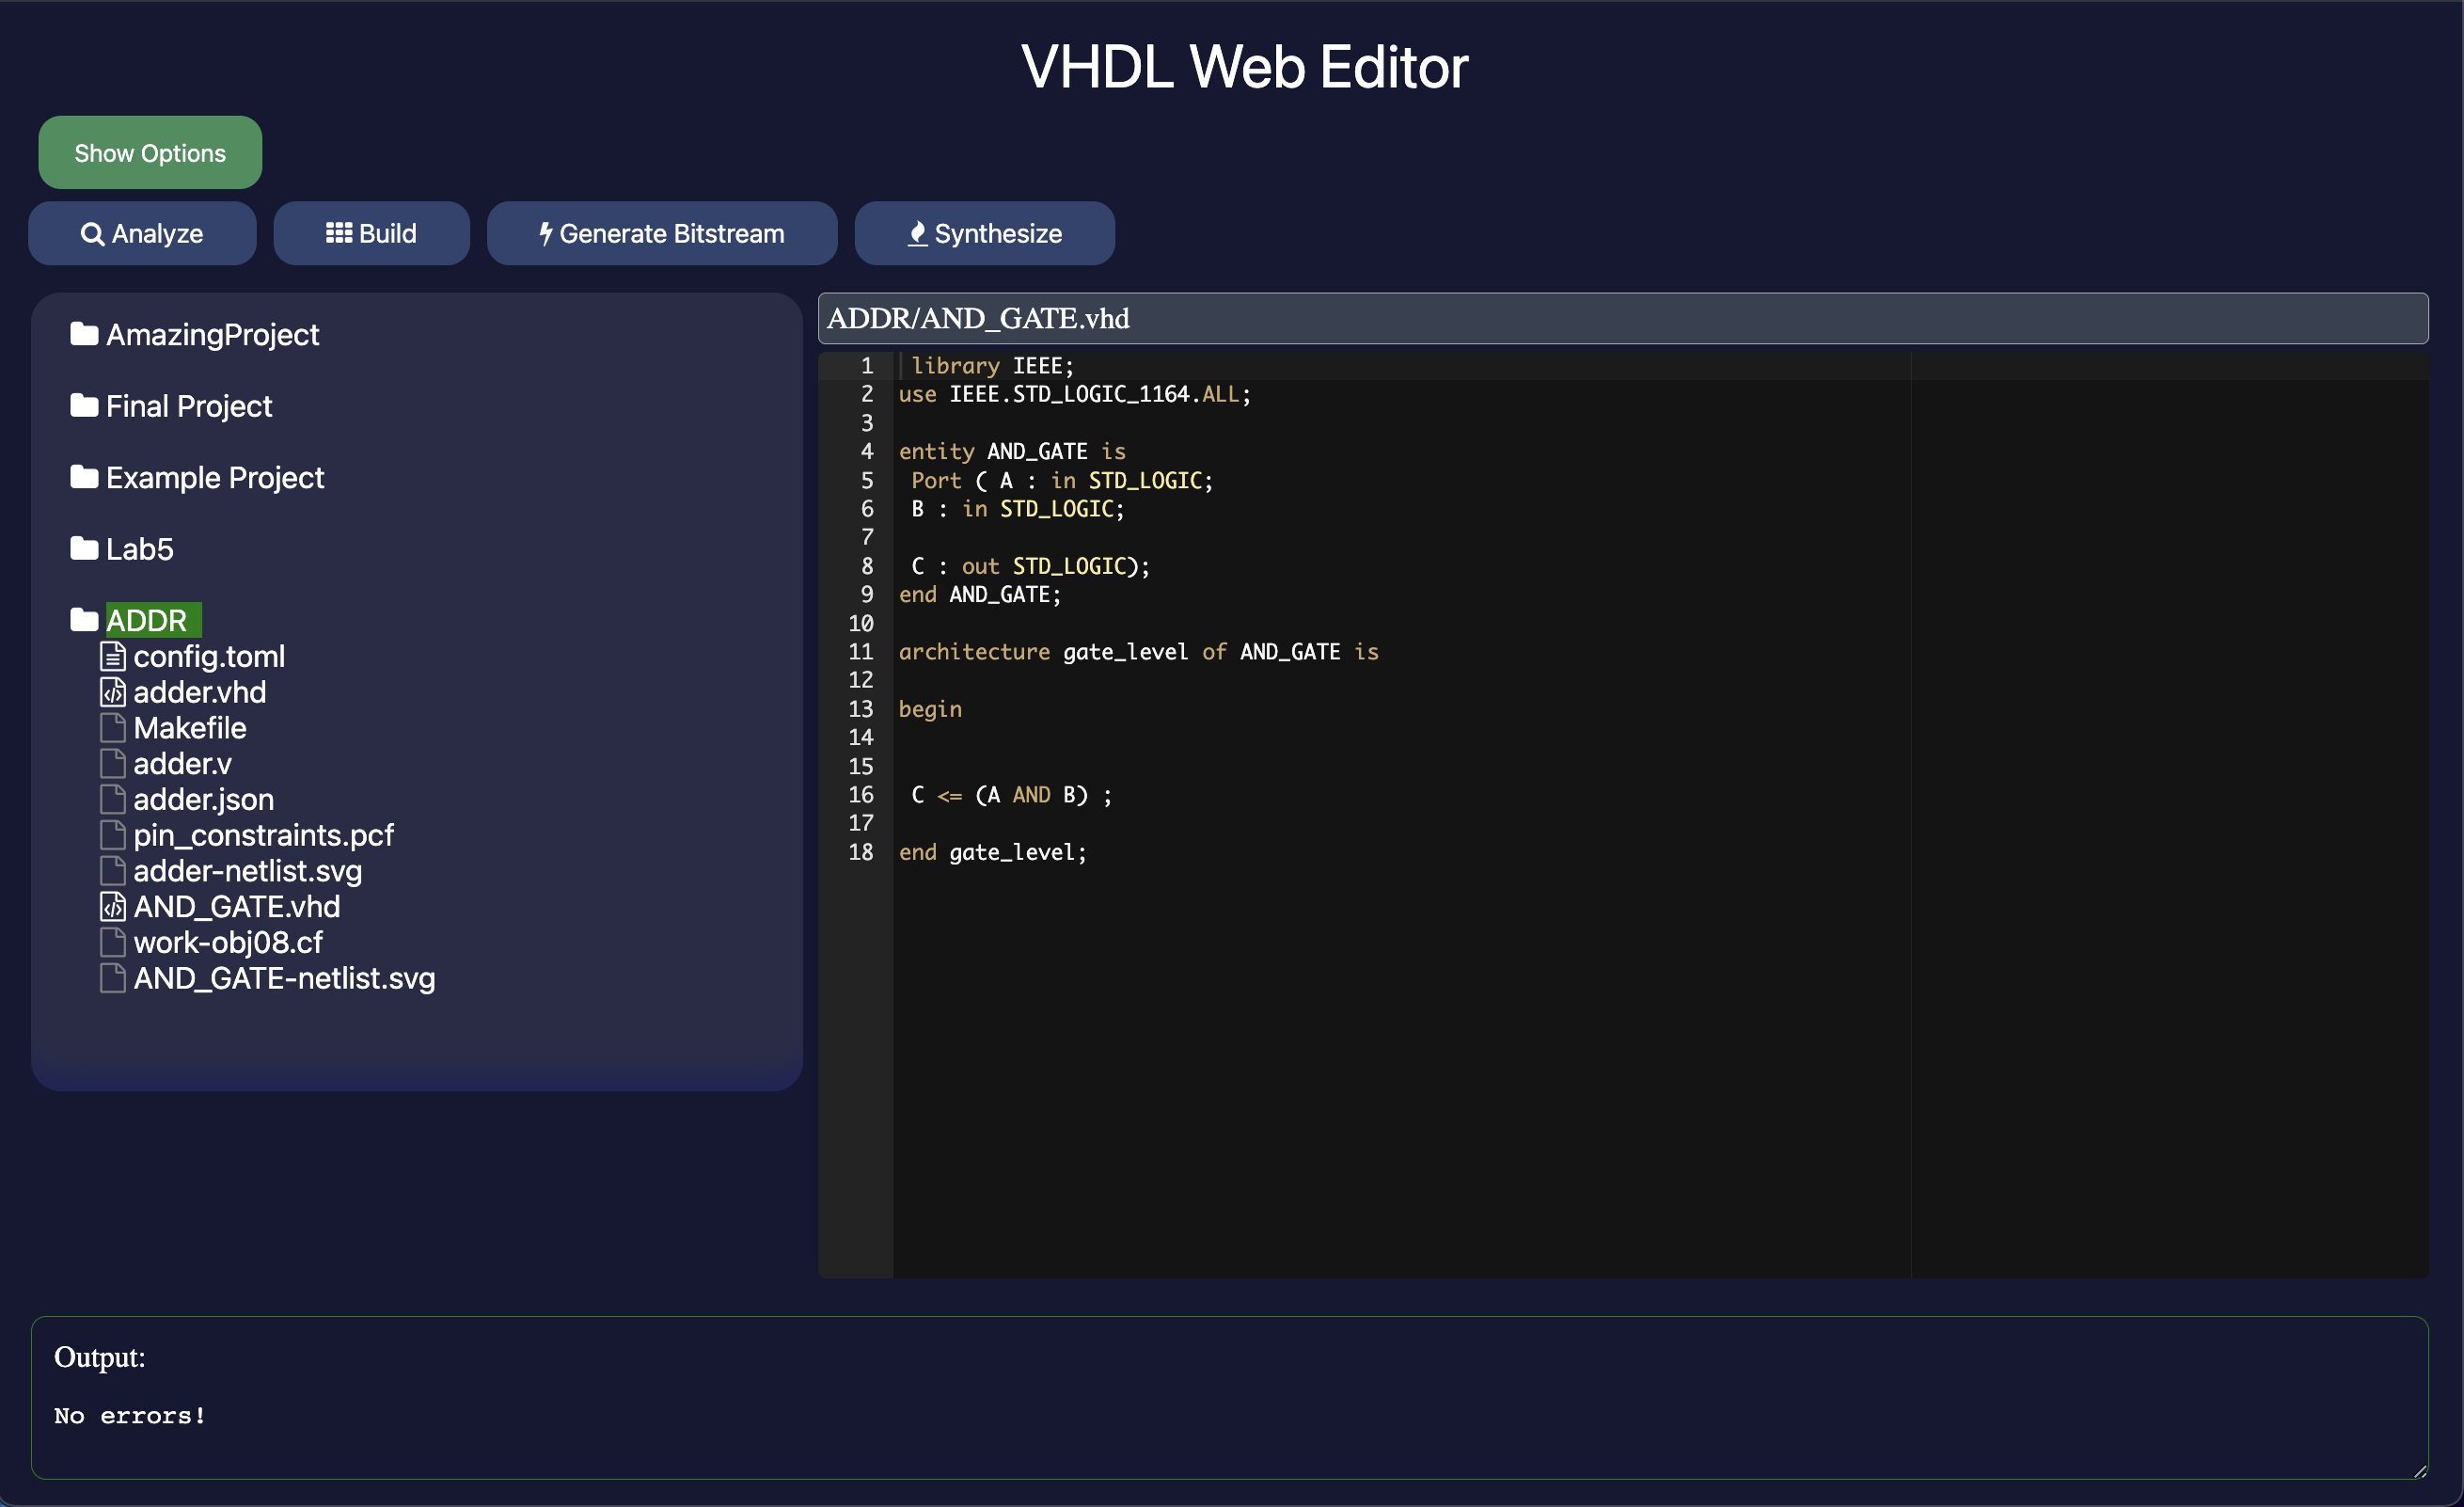 VHDL Web Editor
Show Options
Analyze
Build
Generate Bitstream
Synthesize
AmazingProject
Final Project
Example Project
Lab5
ADDR
config.toml
adder.vhd
Makefile
adder.v
adder.json
pin_constraints.pcf
adder-netlist.svg
AND_GATE.vhd
work-obj08.cf
AND_GATE-netlist.svg
ADDR/AND_GATE.vhd
1 library IEEE;
2 use IEEE.STD_LOGIC_1164.ALL;
3
4 entity AND_GATE is
5 Port ( A : in STD_LOGIC;
6 B : in STD_LOGIC;
7
8 C : out STD_LOGIC);
9 end AND_GATE;
10
11 architecture gate_level of AND_GATE is
12
13 begin
14
15
16 C <= (A AND B) ;
17
18 end gate_level;
Output:
No errors!